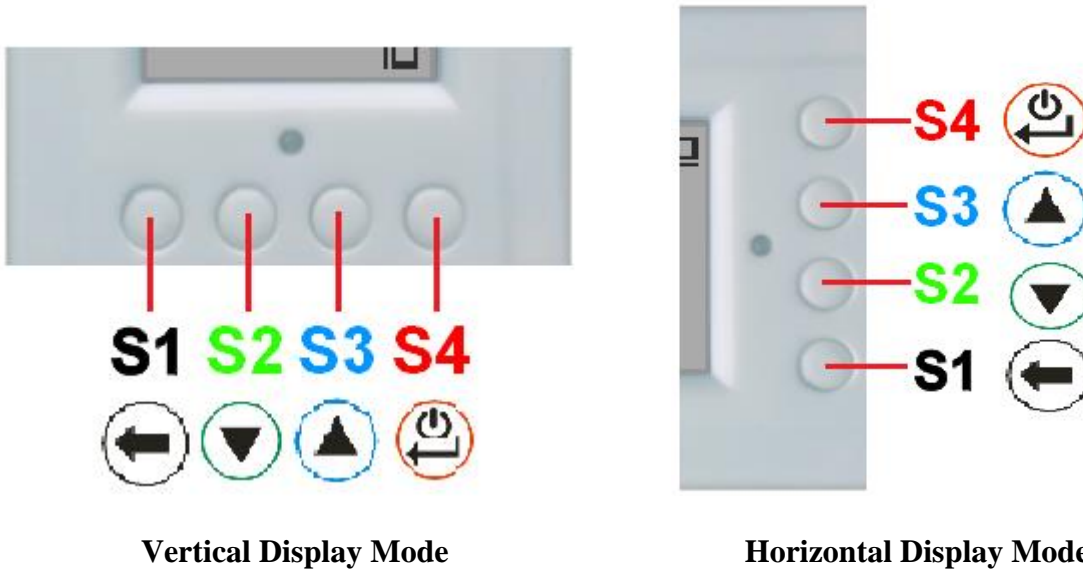 S1 S2 S3 S4
Vertical Display Mode
S4
S3
S2
S1
Horizontal Display Mode